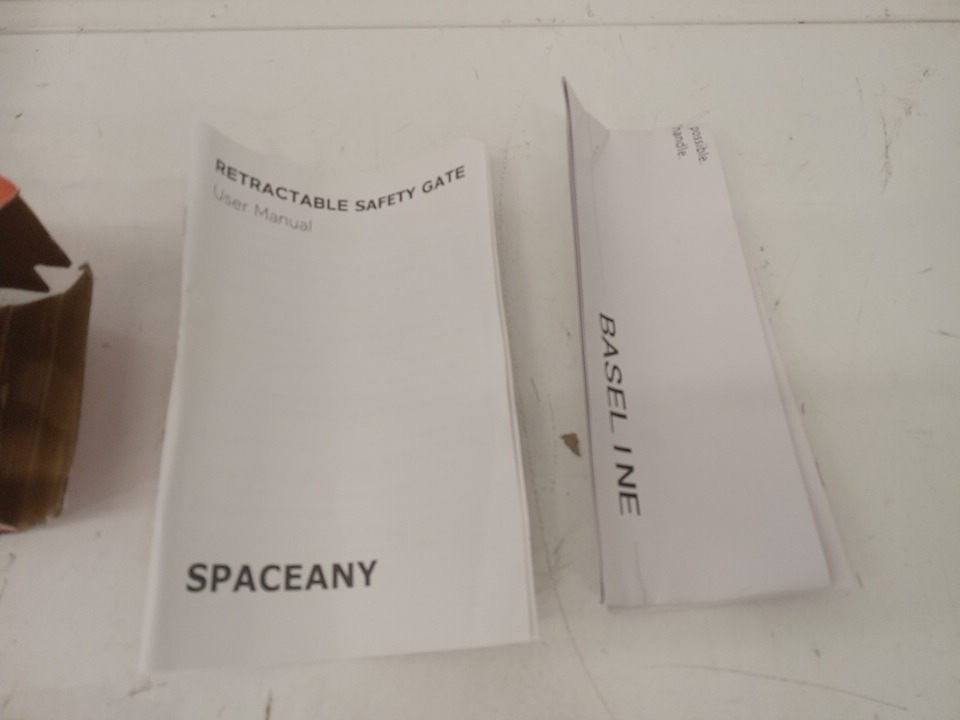 RETRACTABLE SAFETY GATE
User Manual
SPACEANY
possible.
handle.
BASELINE